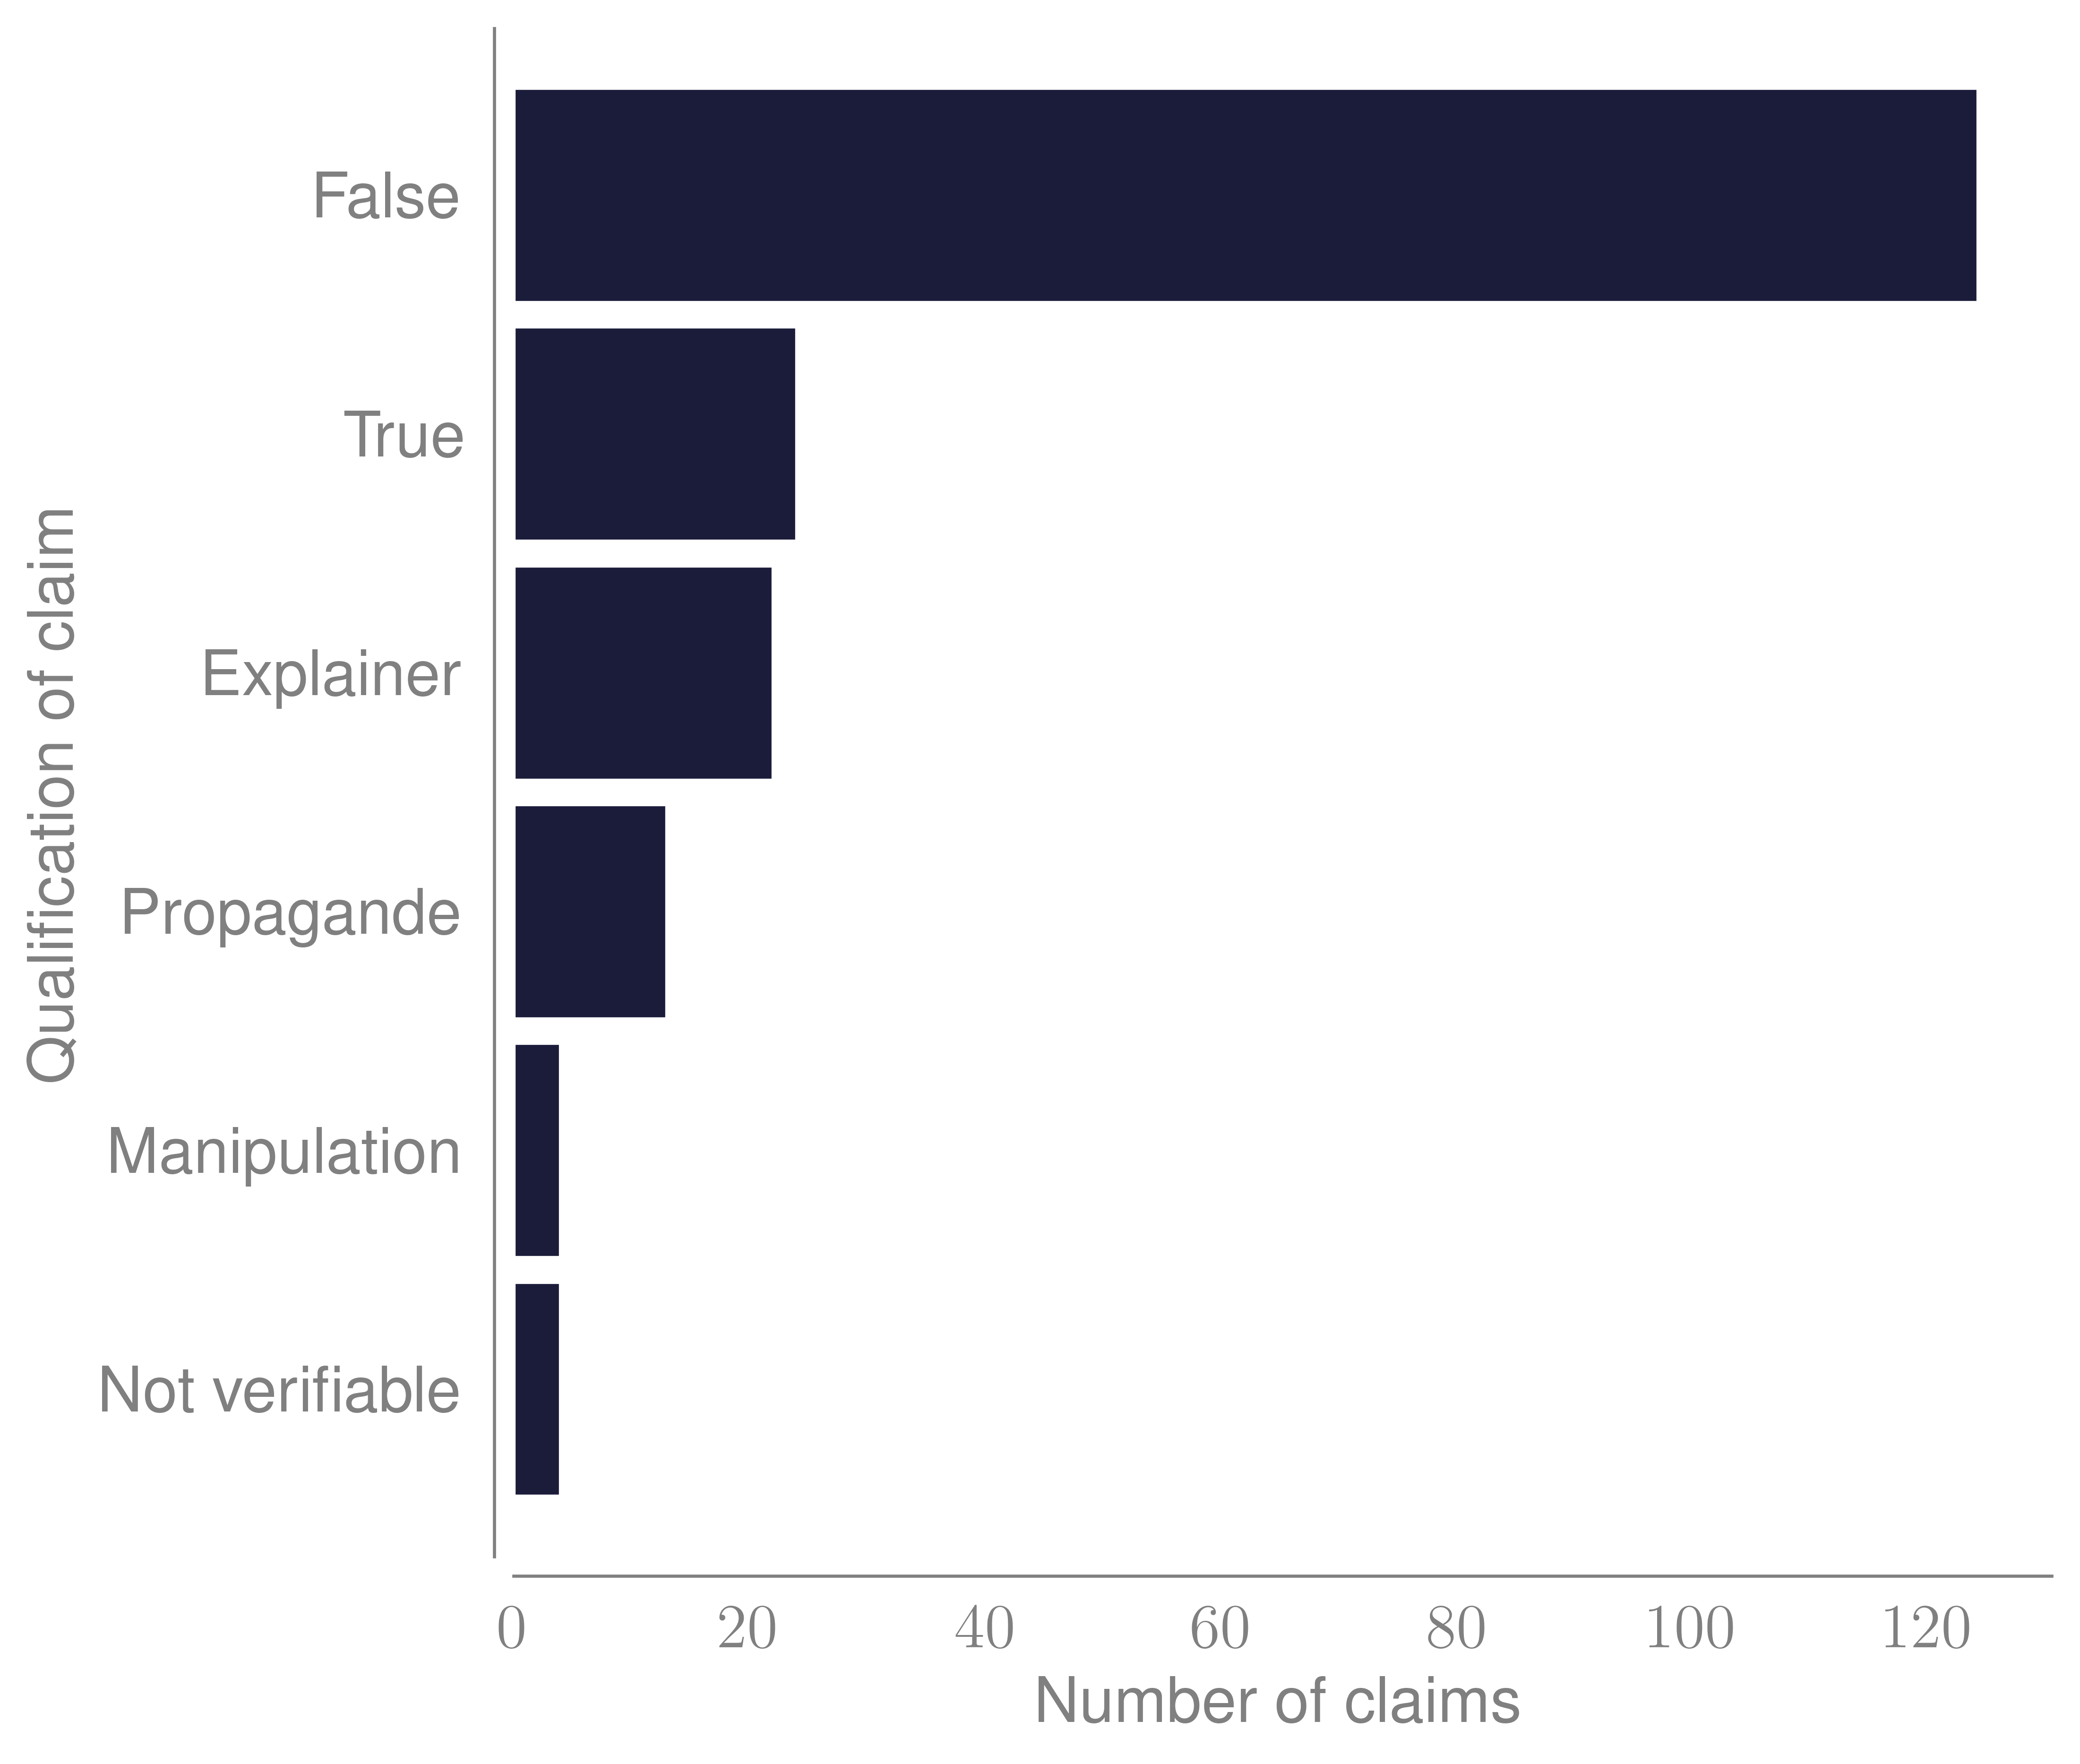 Qualification of claim
False
True
Explainer
Propagande
Manipulation
Not verifiable
0 20 40 60 80 100 120
Number of claims